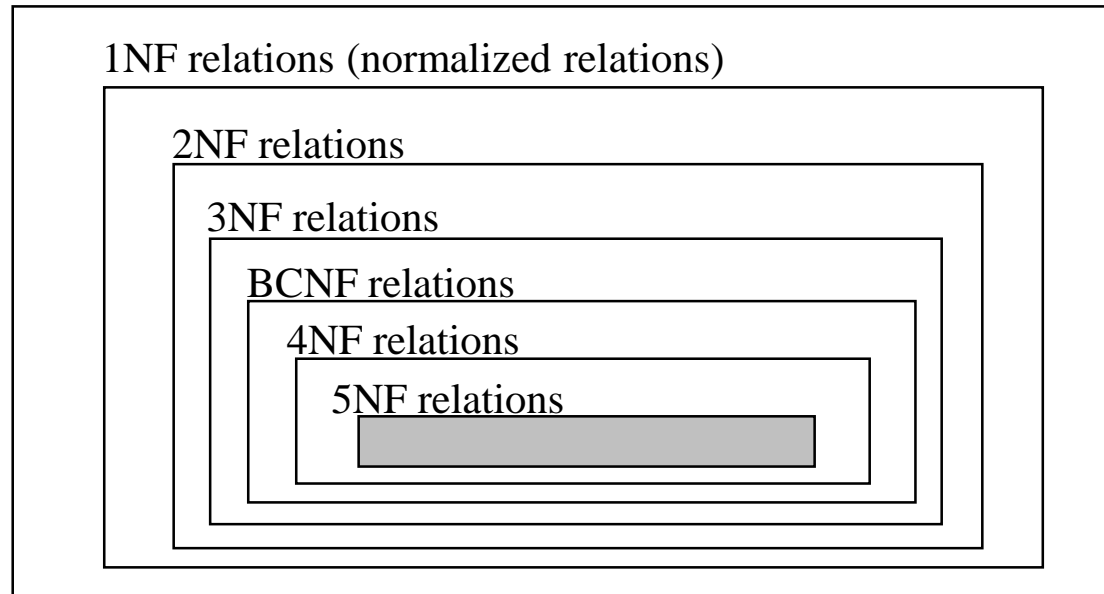 1NF relations (normalized relations)
2NF relations
3NF relations
BCNF relations
4NF relations
5NF relations